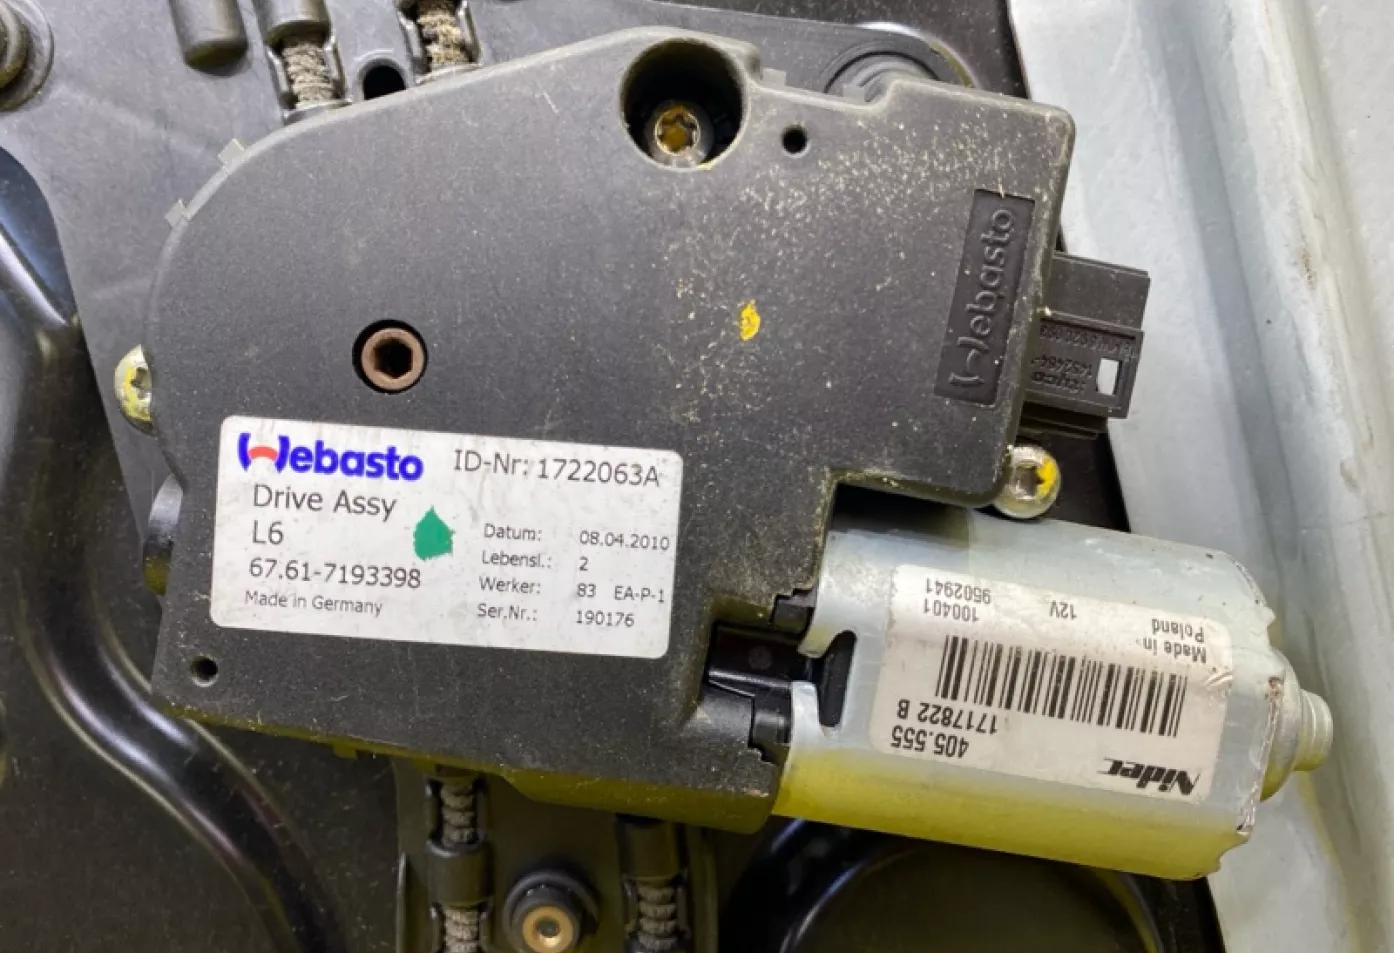 Webasto
Webasto
ID-Nr: 1722063A
Drive Assy
L6
67.61-7193398
Made in Germany
Datum: 08.04.2010
Lebensl.: 2
Werker: 83 EA-P-1
Ser.Nr.: 190176
Nidec
405.555
1717822 B
Made in
Poland
12V
100401
9502941